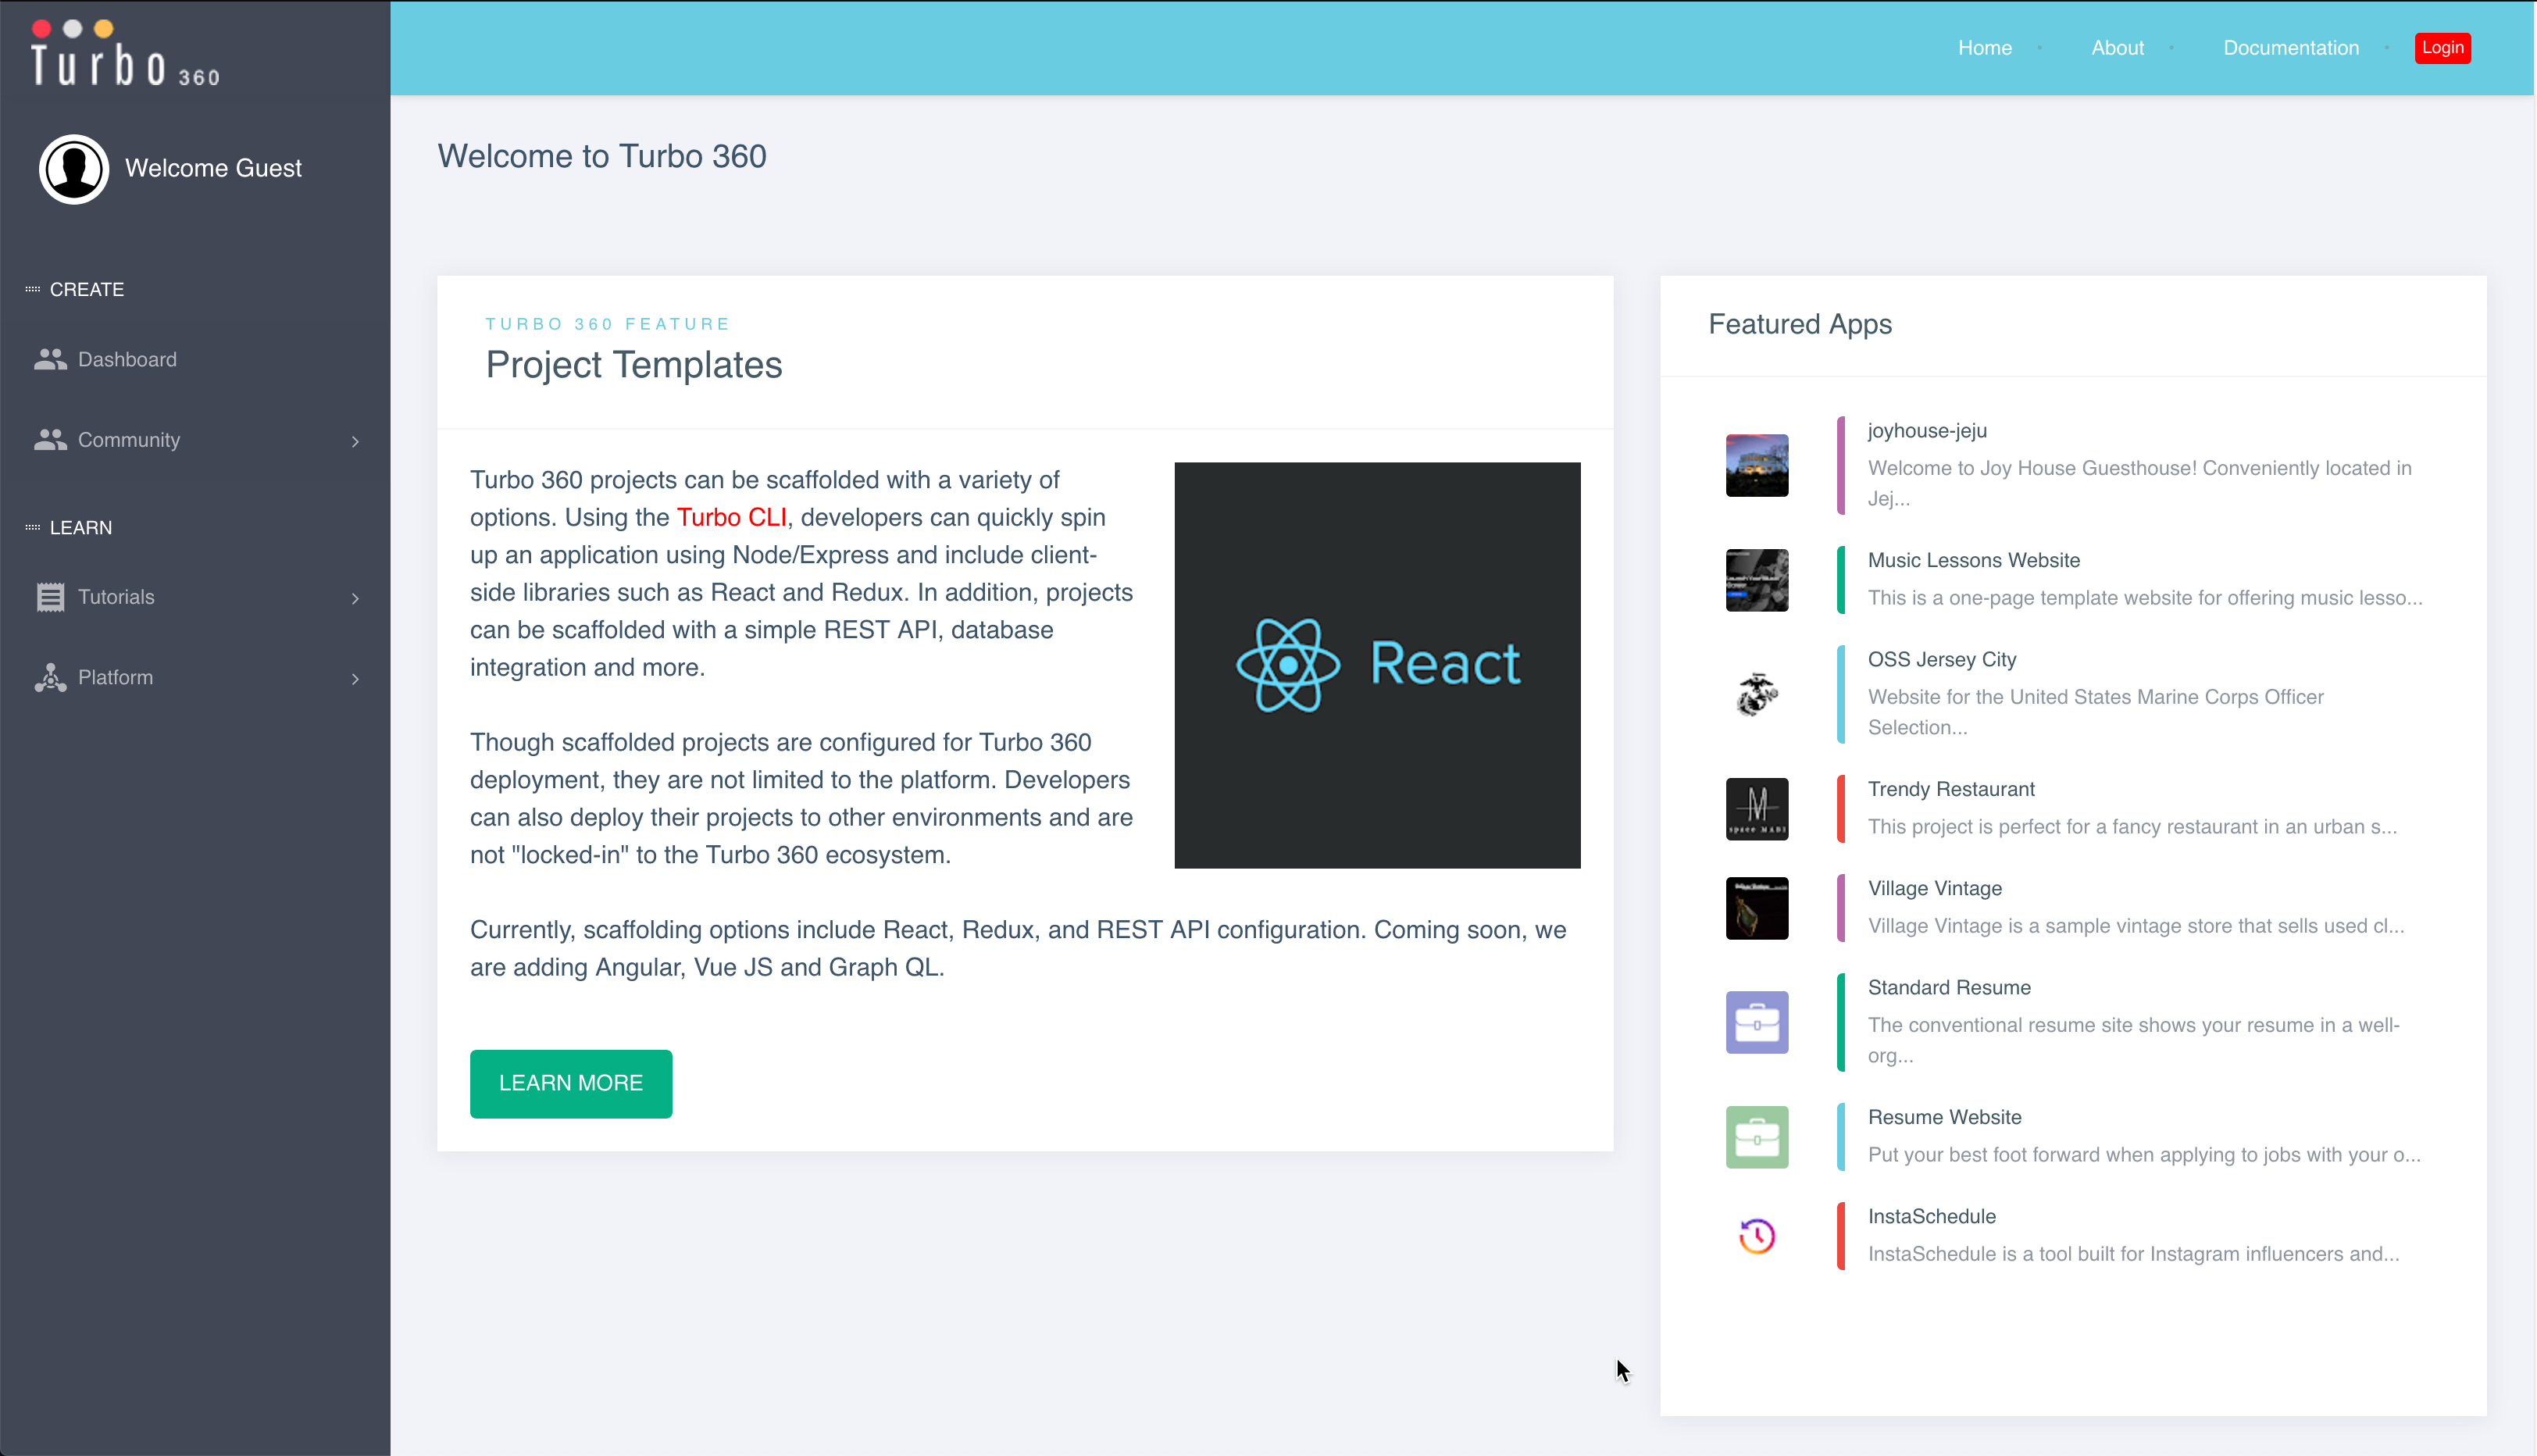 Turbo 360
Welcome Guest
CREATE
Dashboard
Community
LEARN
Tutorials
Platform
Home
About
Documentation
Login
Welcome to Turbo 360
TURBO 360 FEATURE
Project Templates
Turbo 360 projects can be scaffolded with a variety of
options. Using the Turbo CLI, developers can quickly spin
up an application using Node/Express and include client-
side libraries such as React and Redux. In addition, projects
can be scaffolded with a simple REST API, database
integration and more.
Though scaffolded projects are configured for Turbo 360
deployment, they are not limited to the platform. Developers
can also deploy their projects to other environments and are
not "locked-in" to the Turbo 360 ecosystem.
React
Currently, scaffolding options include React, Redux, and REST API configuration. Coming soon, we
are adding Angular, Vue JS and Graph QL.
LEARN MORE
Featured Apps
joyhouse-jeju
Welcome to Joy House Guesthouse! Conveniently located in
Jej...
Music Lessons Website
This is a one-page template website for offering music lesso...
OSS Jersey City
Website for the United States Marine Corps Officer
Selection...
M
space MADI
Trendy Restaurant
This project is perfect for a fancy restaurant in an urban s...
Village Vintage
Village Vintage is a sample vintage store that sells used cl...
Standard Resume
The conventional resume site shows your resume in a well-
org...
Resume Website
Put your best foot forward when applying to jobs with your o...
InstaSchedule
InstaSchedule is a tool built for Instagram influencers and...